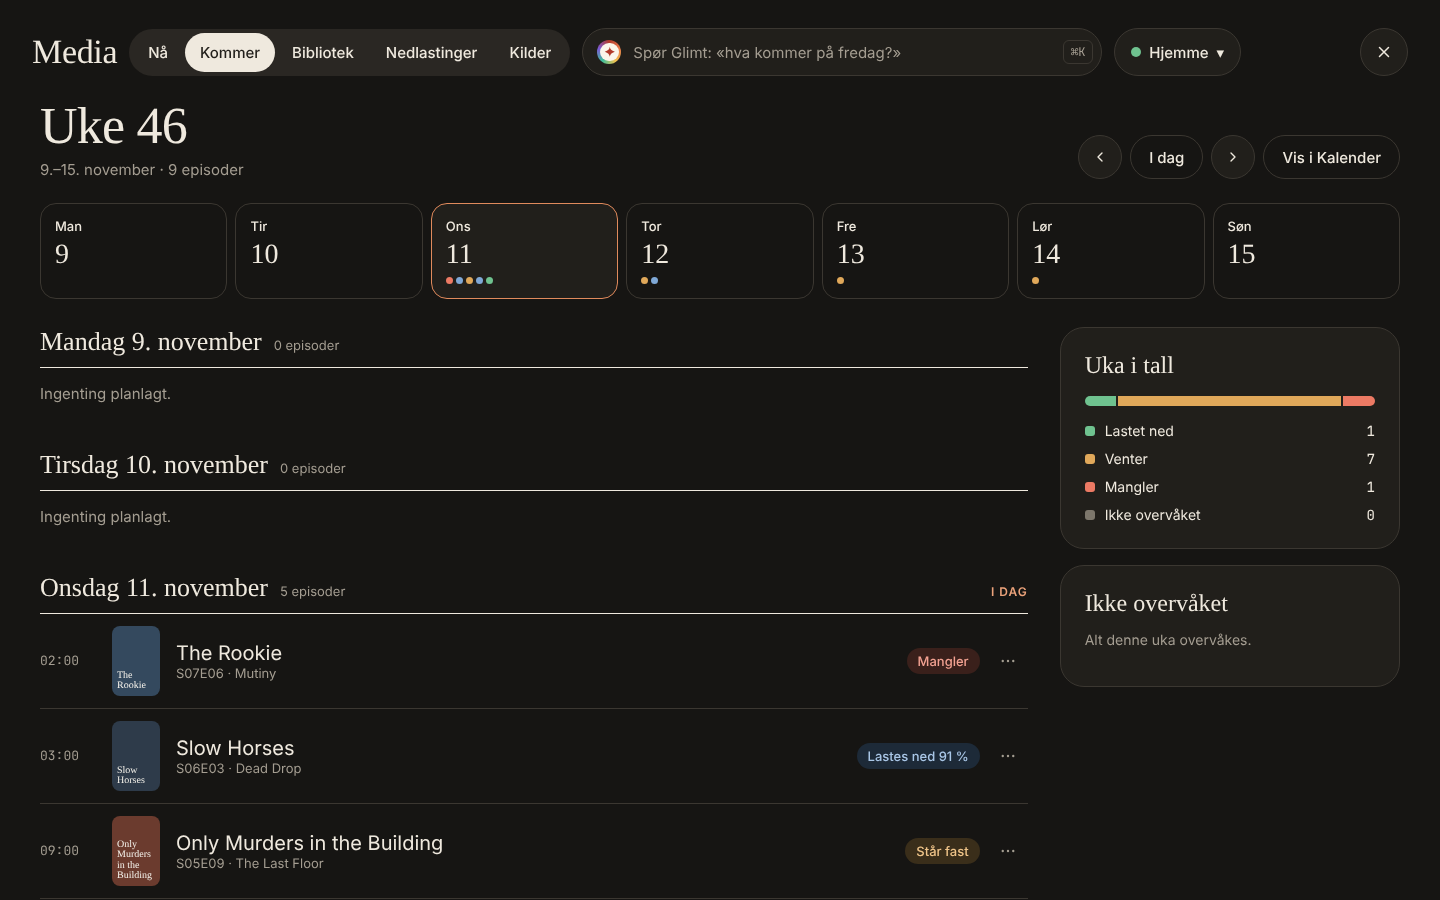 Media
Nå
Kommer
Bibliotek
Nedlastinger
Kilder
Spør Glimt: «hva kommer på fredag?»
⌘K
Hjemme ▾
Uke 46
9.–15. november · 9 episoder
I dag
Vis i Kalender
Man
9
Tir
10
Ons
11
Tor
12
Fre
13
Lør
14
Søn
15
Mandag 9. november 0 episoder
Ingenting planlagt.
Tirsdag 10. november 0 episoder
Ingenting planlagt.
Onsdag 11. november 5 episoder I DAG
02:00
The
Rookie
The Rookie
S07E06 · Mutiny
Mangler
03:00
Slow
Horses
Slow Horses
S06E03 · Dead Drop
Lastes ned 91 %
09:00
Only
Murders
in the
Building
Only Murders in the Building
S05E09 · The Last Floor
Står fast
Uka i tall
Lastet ned 1
Venter 7
Mangler 1
Ikke overvåket 0
Ikke overvåket
Alt denne uka overvåkes.